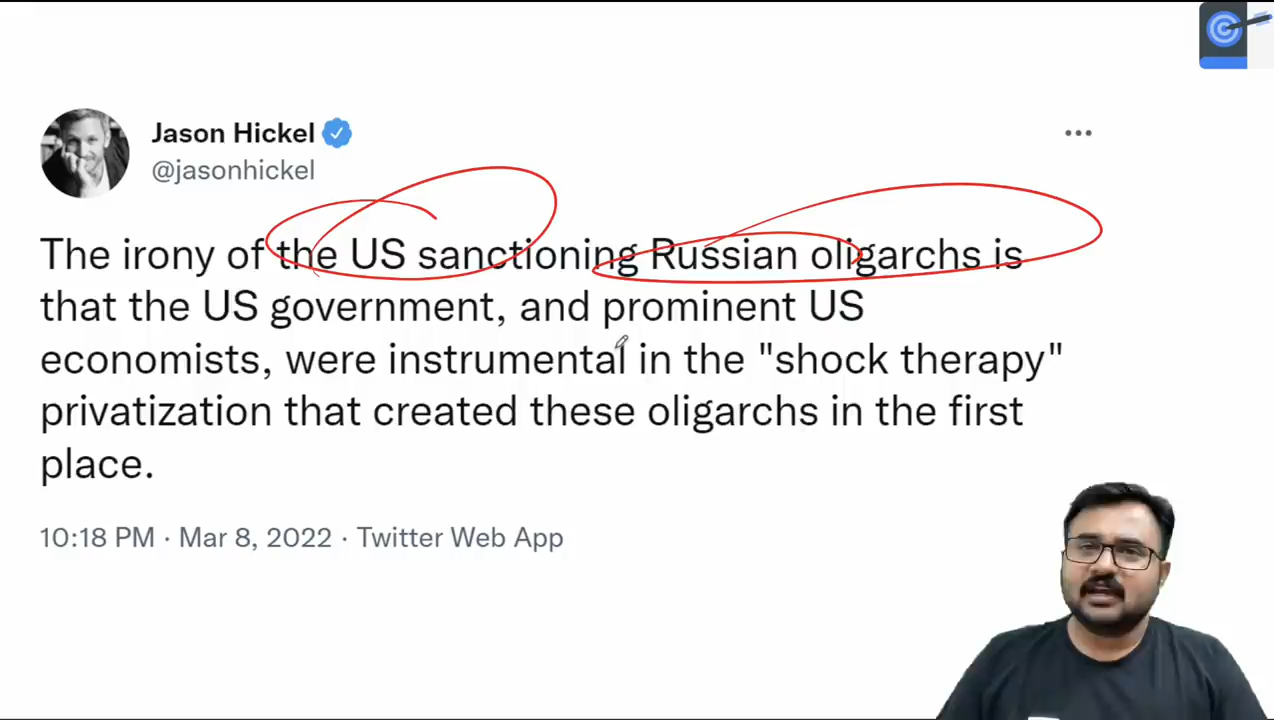 Jason Hickel
@jasonhickel
The irony of the US sanctioning Russian oligarchs is
that the US government, and prominent US
economists, were instrumental in the "shock therapy"
privatization that created these oligarchs in the first
place.
10:18 PM · Mar 8, 2022 · Twitter Web App